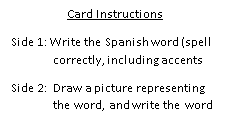 Card Instructions
Side 1: Write the Spanish word (spell
correctly, including accents
Side 2: Draw a picture representing
the word, and write the word